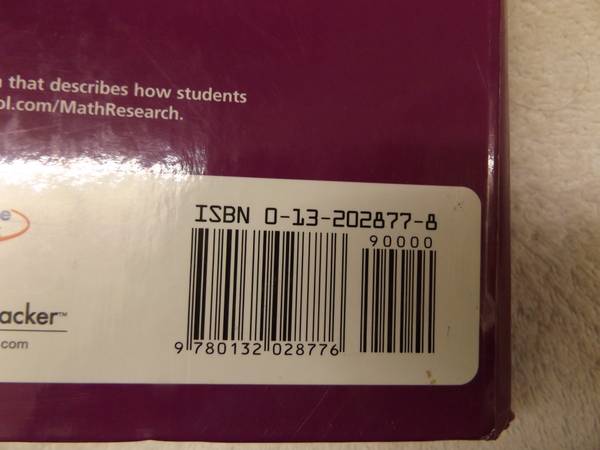 that describes how students
ol.com/MathResearch.
e
ISBN 0-13-202877-8
90000
acker™
.com
9 780132 028776